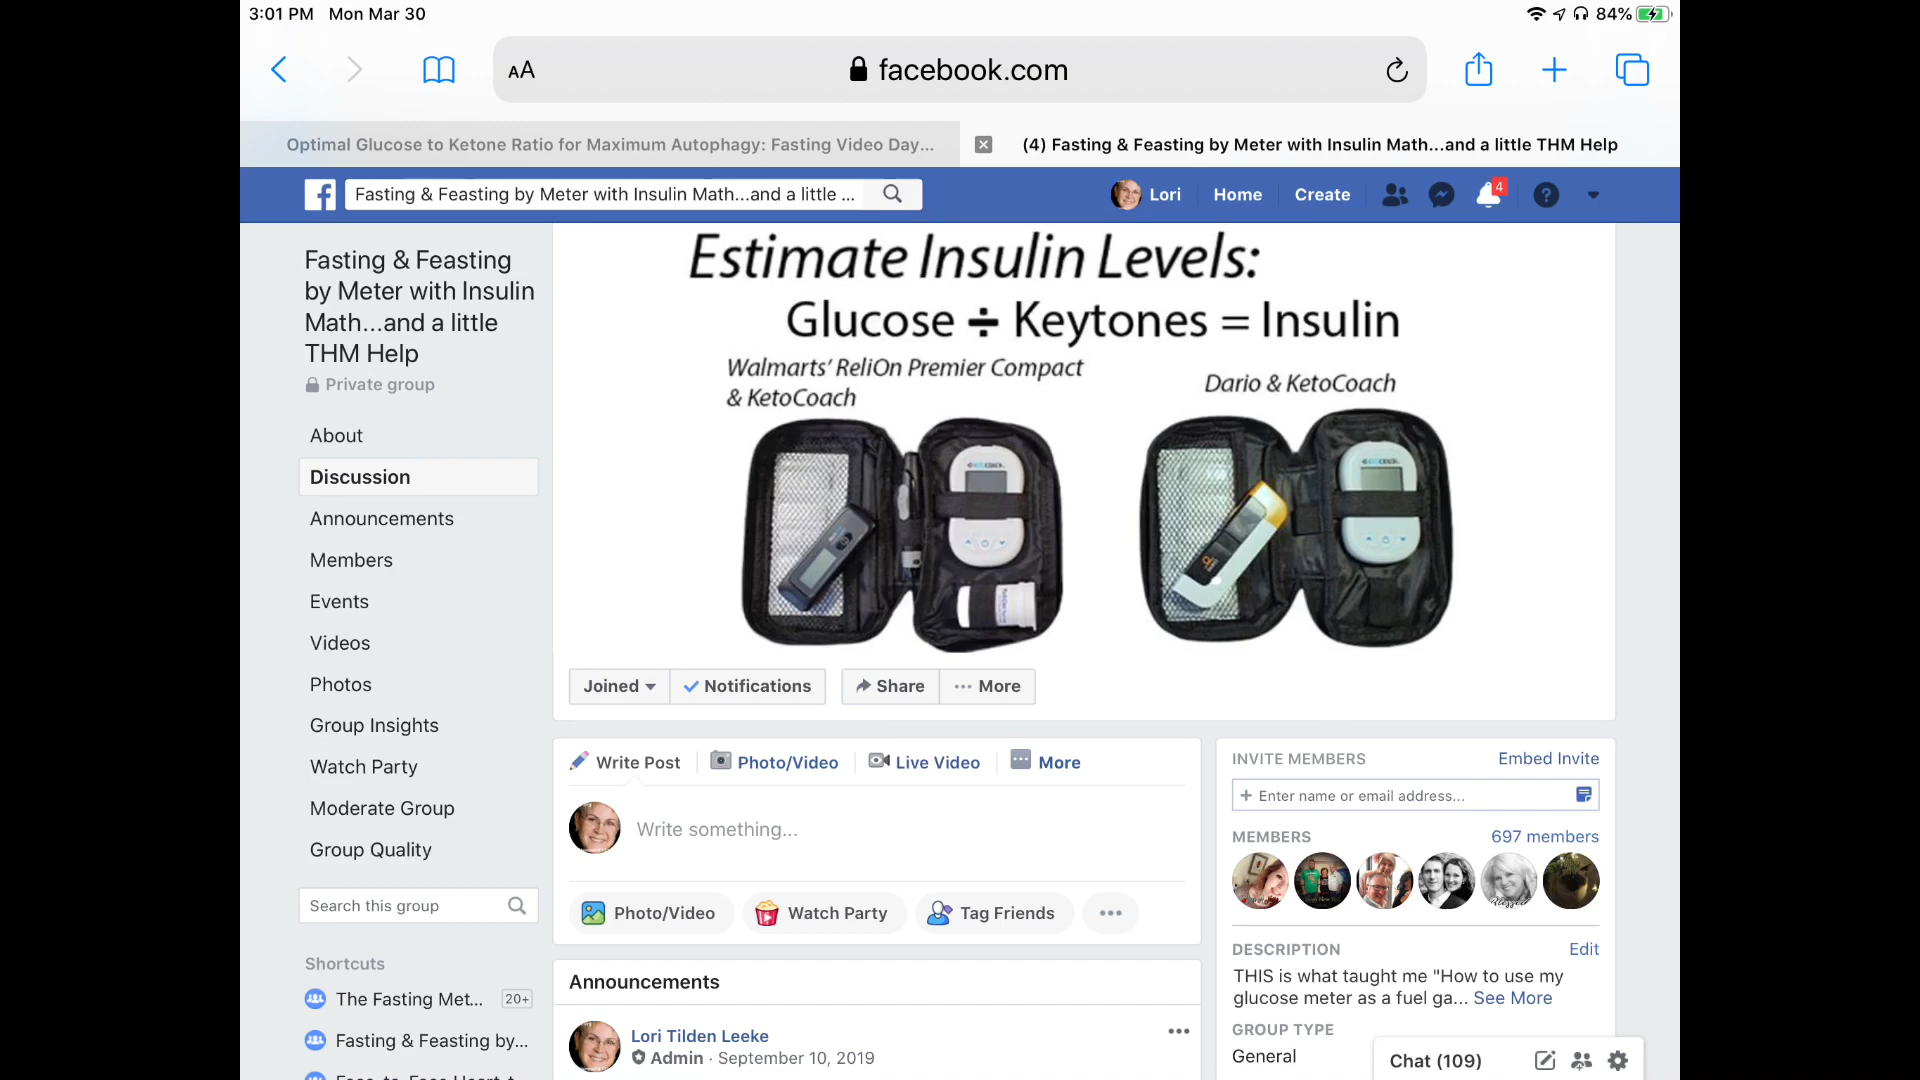 3:01 PM Mon Mar 30
84%
AA
facebook.com
Optimal Glucose to Ketone Ratio for Maximum Autophagy: Fasting Video Day...
(4) Fasting & Feasting by Meter with Insulin Math...and a little THM Help
Fasting & Feasting by Meter with Insulin Math...and a little ...
Lori
Home
Create
4
Fasting & Feasting
by Meter with Insulin
Math...and a little
THM Help
Private group
About
Discussion
Announcements
Members
Events
Videos
Photos
Group Insights
Watch Party
Moderate Group
Group Quality
Search this group
Shortcuts
The Fasting Met... 20+
Fasting & Feasting by...
Estimate Insulin Levels:
Glucose ÷ Keytones = Insulin
Walmarts' ReliOn Premier Compact
& KetoCoach
Dario & KetoCoach
Joined
Notifications
Share
More
Write Post
Photo/Video
Live Video
More
Write something...
Photo/Video
Watch Party
Tag Friends
Announcements
Lori Tilden Leeke
Admin · September 10, 2019
INVITE MEMBERS
Embed Invite
+ Enter name or email address...
MEMBERS
697 members
DESCRIPTION
Edit
THIS is what taught me "How to use my
glucose meter as a fuel ga... See More
GROUP TYPE
General
Chat (109)